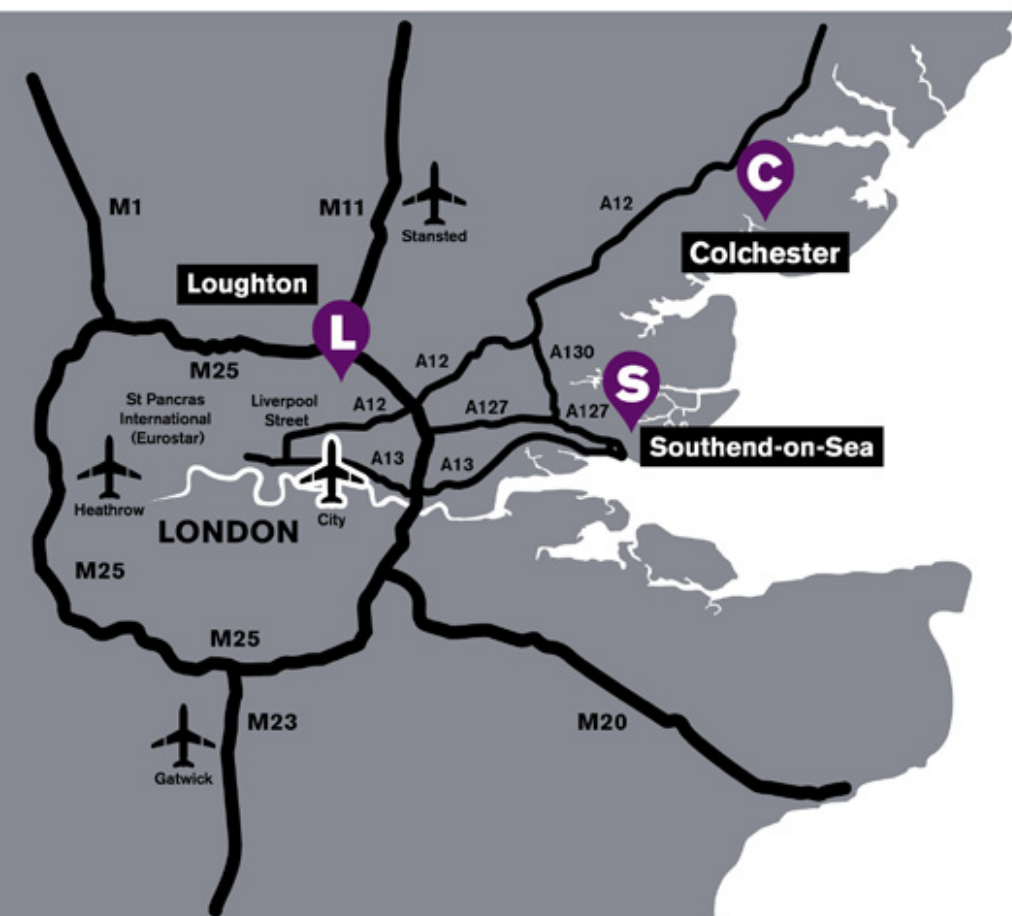 C
A12
M1
M11
Stansted
Colchester
Loughton
L
A12
A130
M25
S
St Pancras
International
(Eurostar)
Liverpool
Street
A12
A127
A127
Southend-on-Sea
A13
A13
Heathrow
City
LONDON
M25
M25
M23
M20
Gatwick